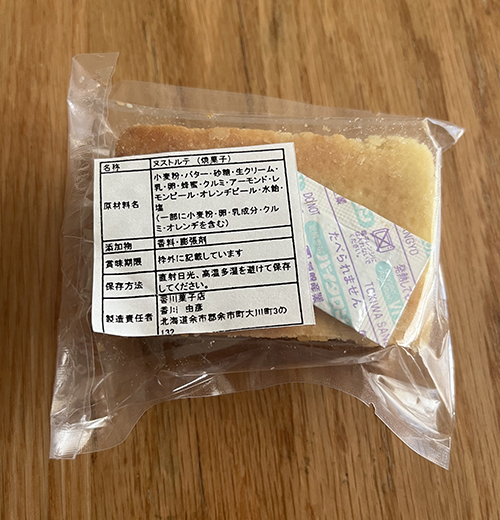 名称 ヌストルテ (焼菓子)
原材料名 小麦粉・バター・砂糖・生クリーム・
乳・卵・蜂蜜・クルミ・アーモンド・レ
モンピール・オレンヂピール・水飴・
塩
(一部に小麦粉・卵・乳成分・クル
ミ・オレンヂを含む)
添加物 香料・膨張剤
賞味期限 枠外に記載しています
保存方法 直射日光、高温多湿を避けて保存
してください。
製造責任者 香川菓子店
香川 虫彦
北海道余市郡余市町大川町3の
132
DO NOT
たべられません
TOKIWA SAN
NGYO